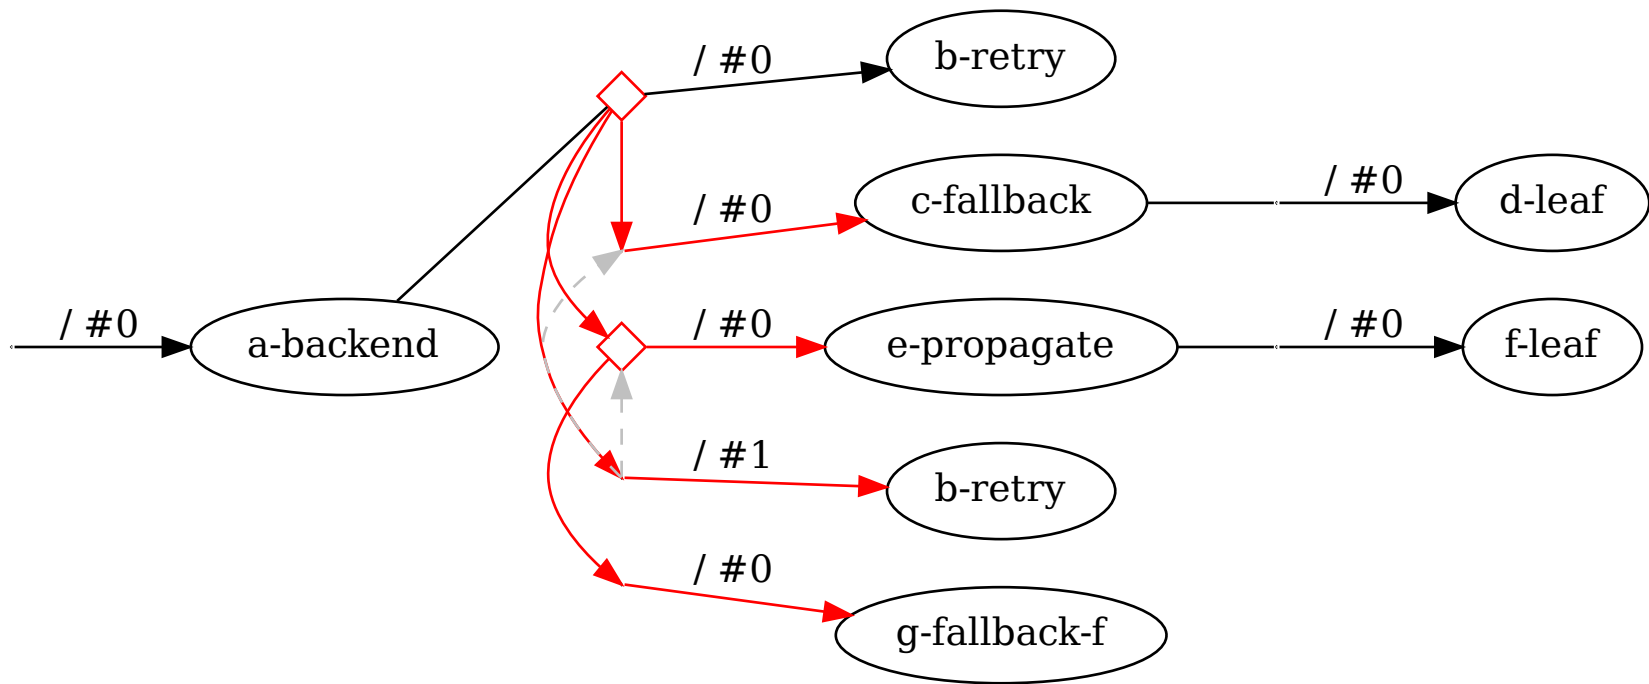 / #0
b-retry
/ #0
c-fallback
/ #0
d-leaf
/ #0
a-backend
/ #0
e-propagate
/ #0
f-leaf
/ #1
b-retry
/ #0
g-fallback-f